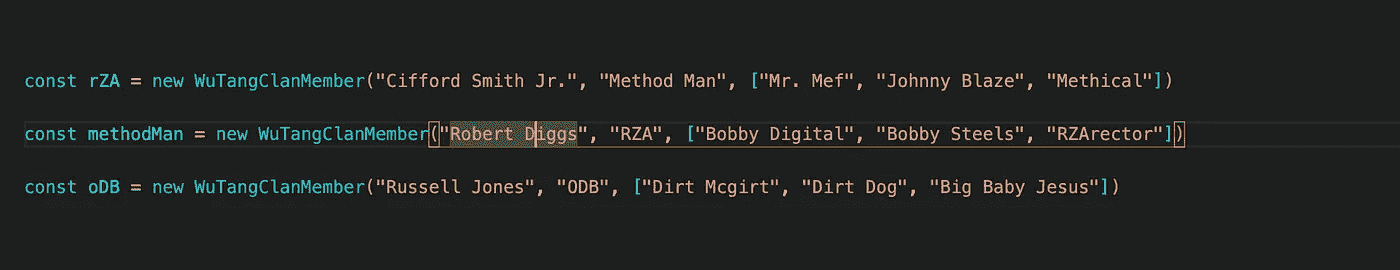 const rZA = new WuTangClanMember("Cifford Smith Jr.", "Method Man", ["Mr. Mef", "Johnny Blaze", "Methical"])
const methodMan = new WuTangClanMember("Robert Diggs", "RZA", ["Bobby Digital", "Bobby Steels", "RZArector"])
const oDB = new WuTangClanMember("Russell Jones", "ODB", ["Dirt Mcgirt", "Dirt Dog", "Big Baby Jesus"])